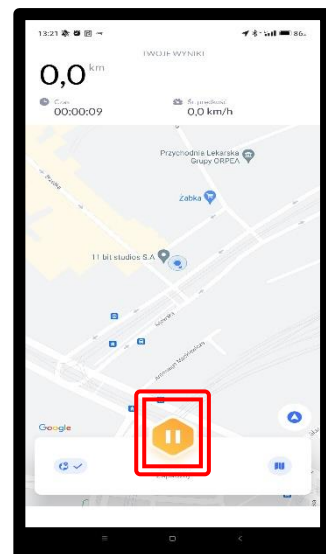 13:21
TWOJE WYNIKI
0,0 km
Czas
00:00:09
Śr. prędkość
0,0 km/h
Przychodnia Lekarska
Grupy ORPEA
Żabka
11 bit studios S.A
Google